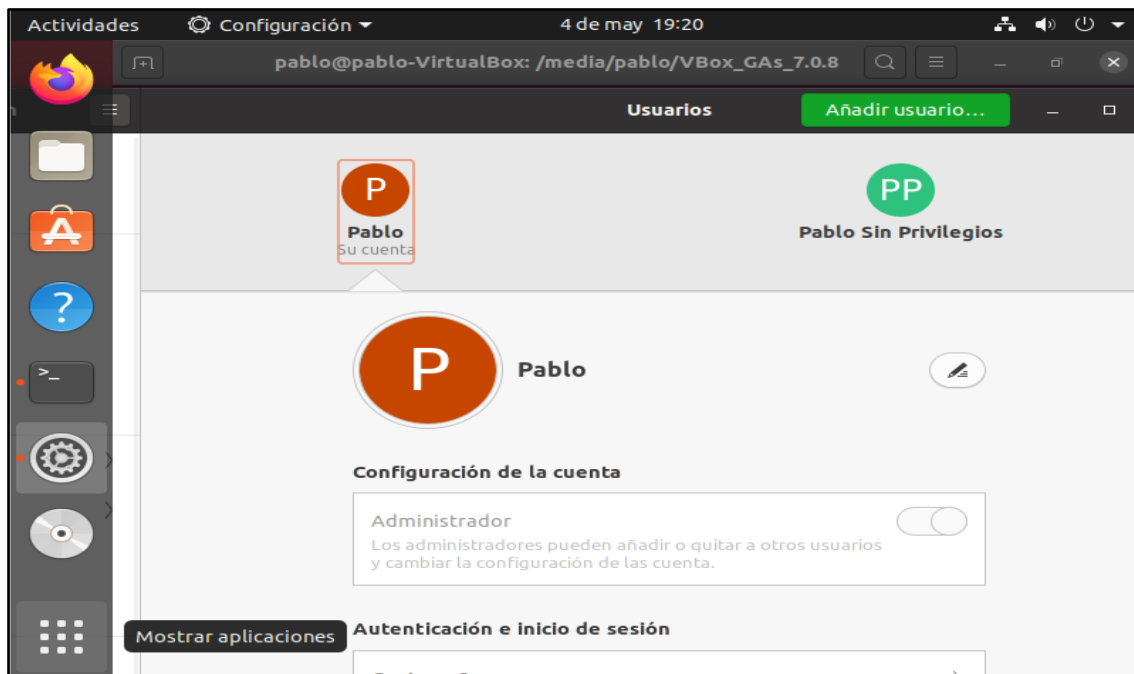 Actividades Configuración 4 de may 19:20
pablo@pablo-VirtualBox: /media/pablo/VBox_GAs_7.0.8
Usuarios Añadir usuario...
P PP
Pablo Pablo Sin Privilegios
Su cuenta
P Pablo
Configuración de la cuenta
Administrador
Los administradores pueden añadir o quitar a otros usuarios
y cambiar la configuración de las cuenta.
Mostrar aplicaciones
Autenticación e inicio de sesión